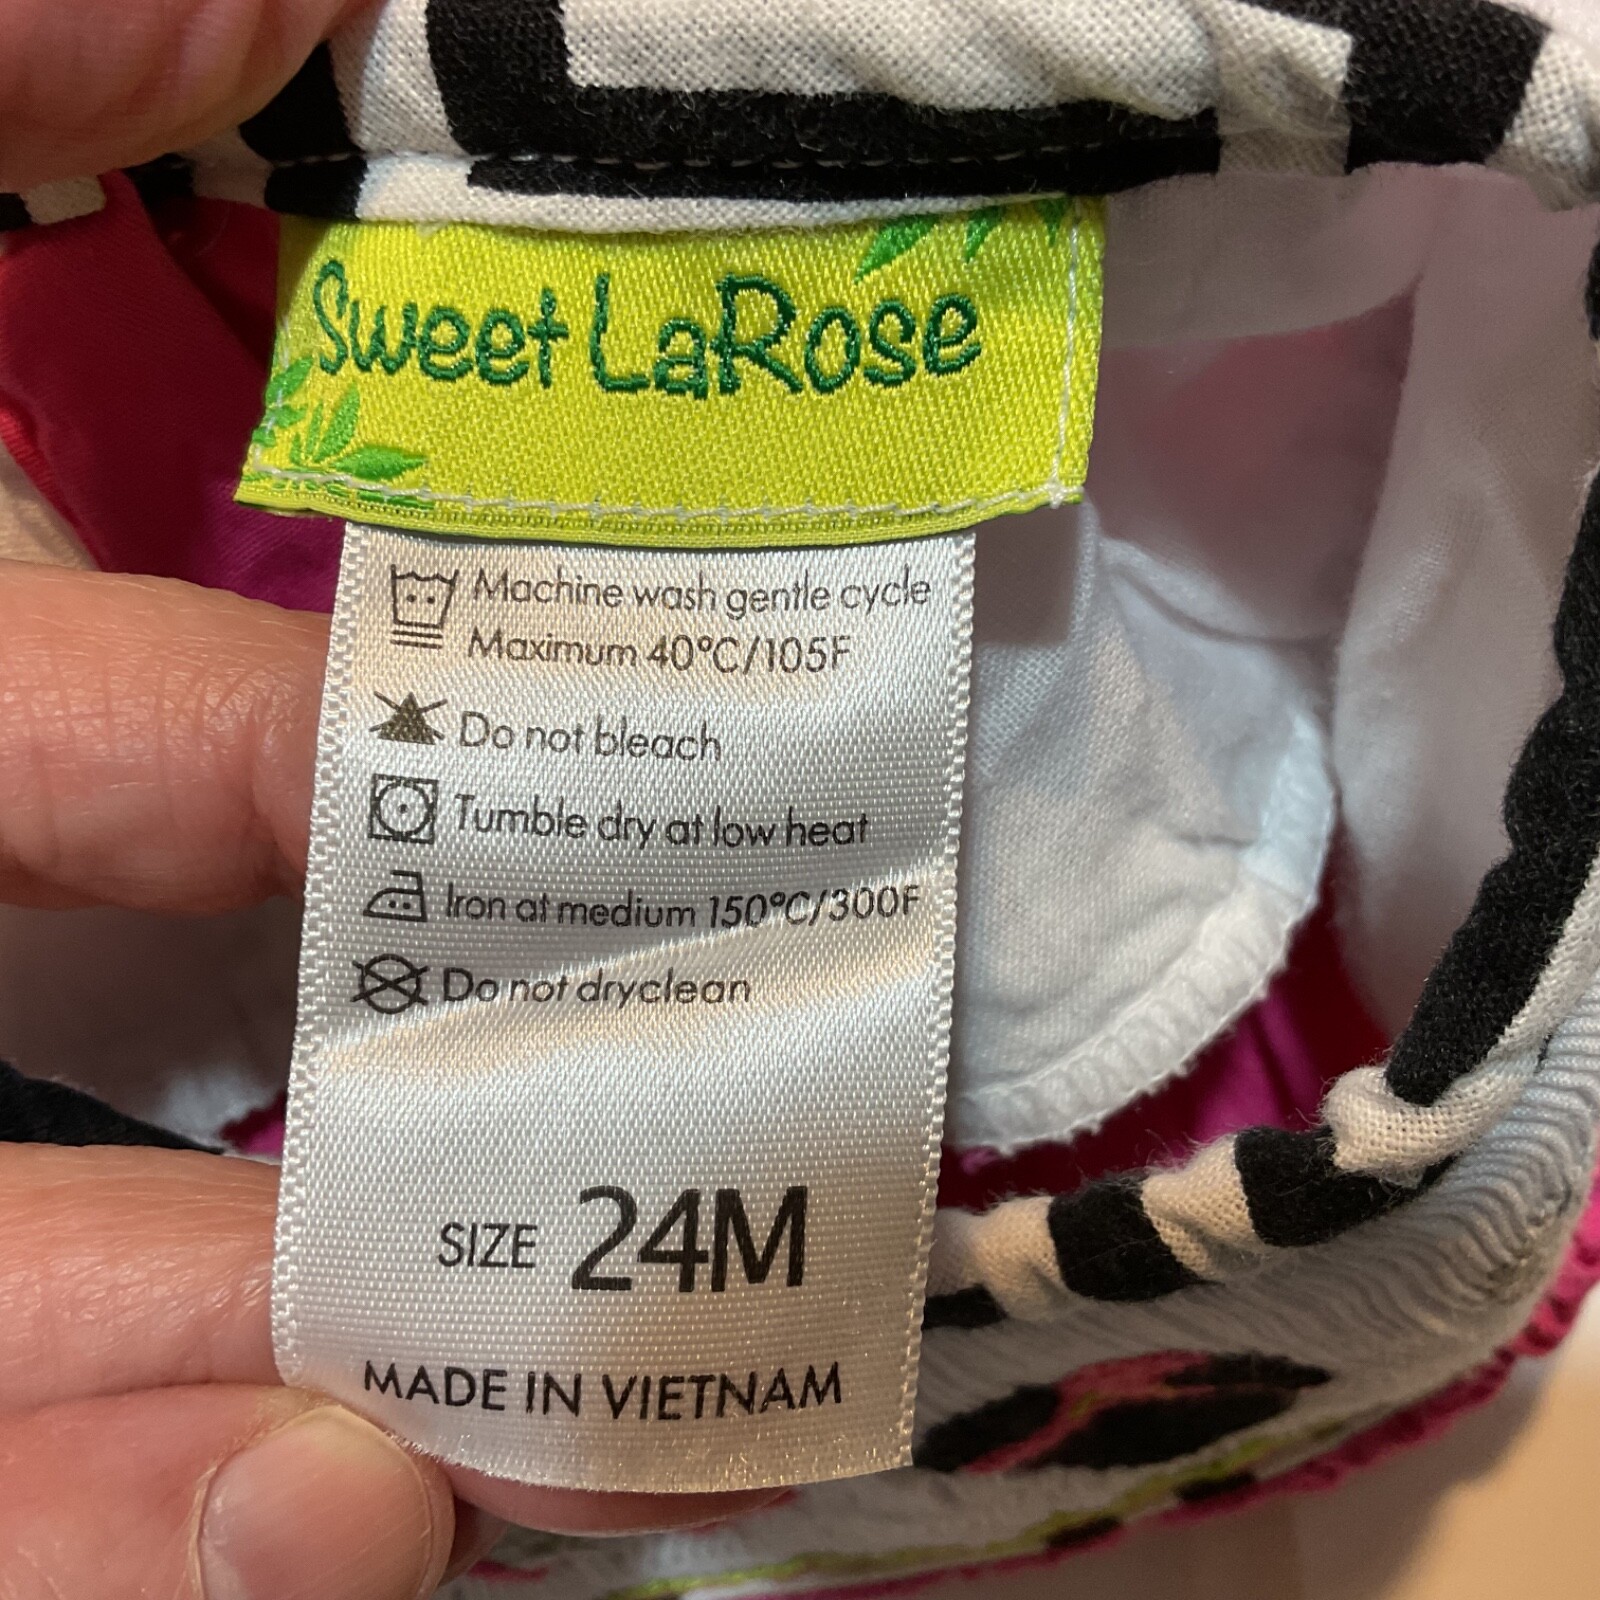 Sweet LaRose
Machine wash gentle cycle
Maximum 40°C/105F
Do not bleach
Tumble dry at low heat
Iron at medium 150°C/300F
Do not dryclean
SIZE 24M
MADE IN VIETNAM